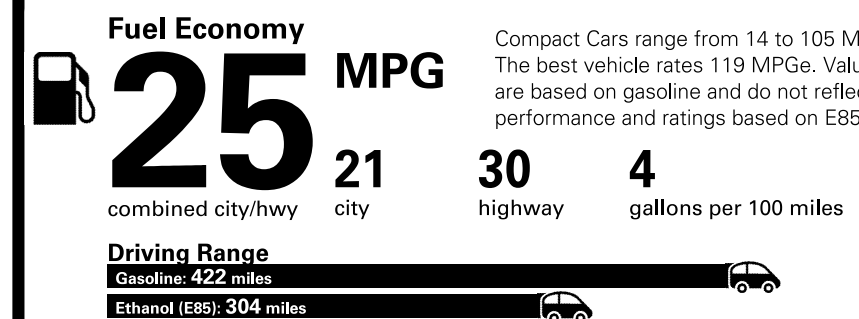 Fuel Economy
25 MPG
combined city/hwy
21
city
30
highway
4
gallons per 100 miles
Compact Cars range from 14 to 105
The best vehicle rates 119 MPGe.
are based on gasoline and do not
performance and ratings based on E85
Driving Range
Gasoline: 422 miles
Ethanol (E85): 304 miles